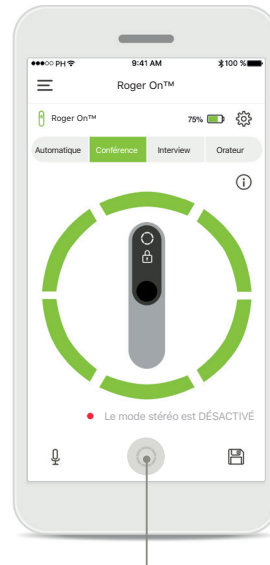 ●●●○○ PH 9:41 AM 100 %
Roger On™
Roger On™ 75%
Automatique Conférence Interview Orateur
Le mode stéréo est DÉSACTIVÉ